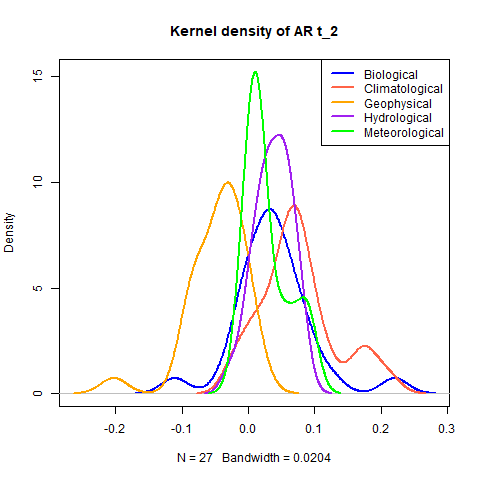 Kernel density of AR t_2
Biological
Climatological
Geophysical
Hydrological
Meteorological
Density
15
10
5
0
-0.2
-0.1
0.0
0.1
0.2
0.3
N = 27   Bandwidth = 0.0204